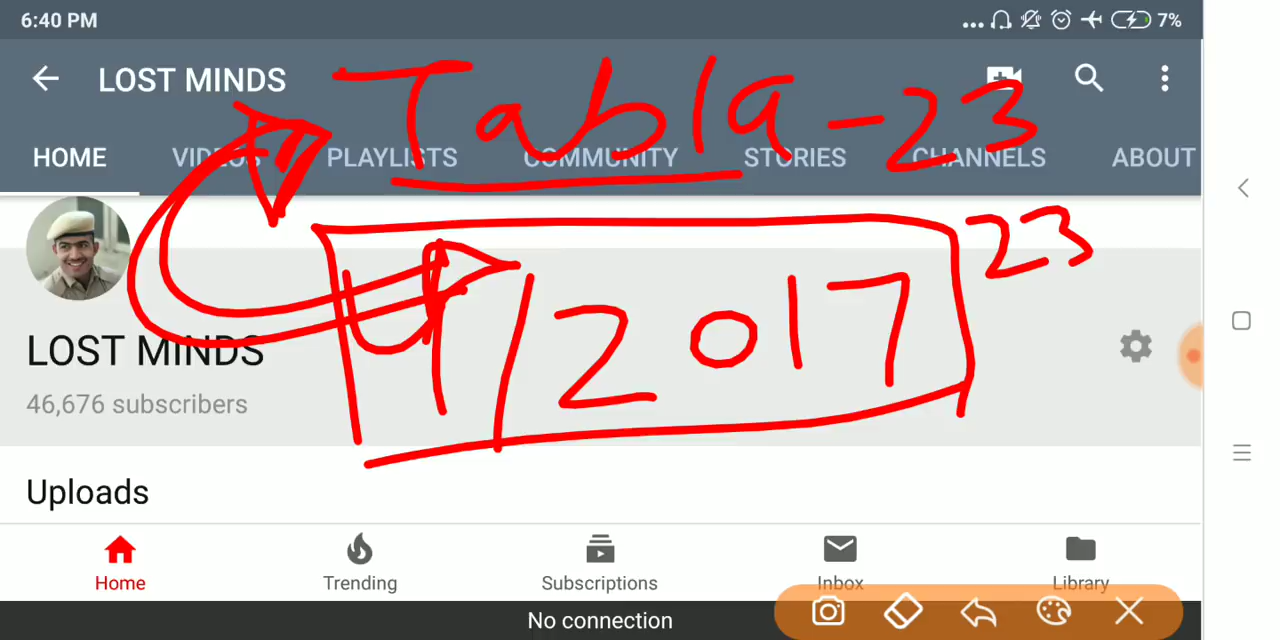 6:40 PM ... 7%
LOST MINDS
Tabla-23
HOME VIDEOS PLAYLISTS COMMUNITY STORIES CHANNELS ABOUT
23
4/2017
LOST MINDS
46,676 subscribers
Uploads
Home Trending Subscriptions Inbox Library
No connection